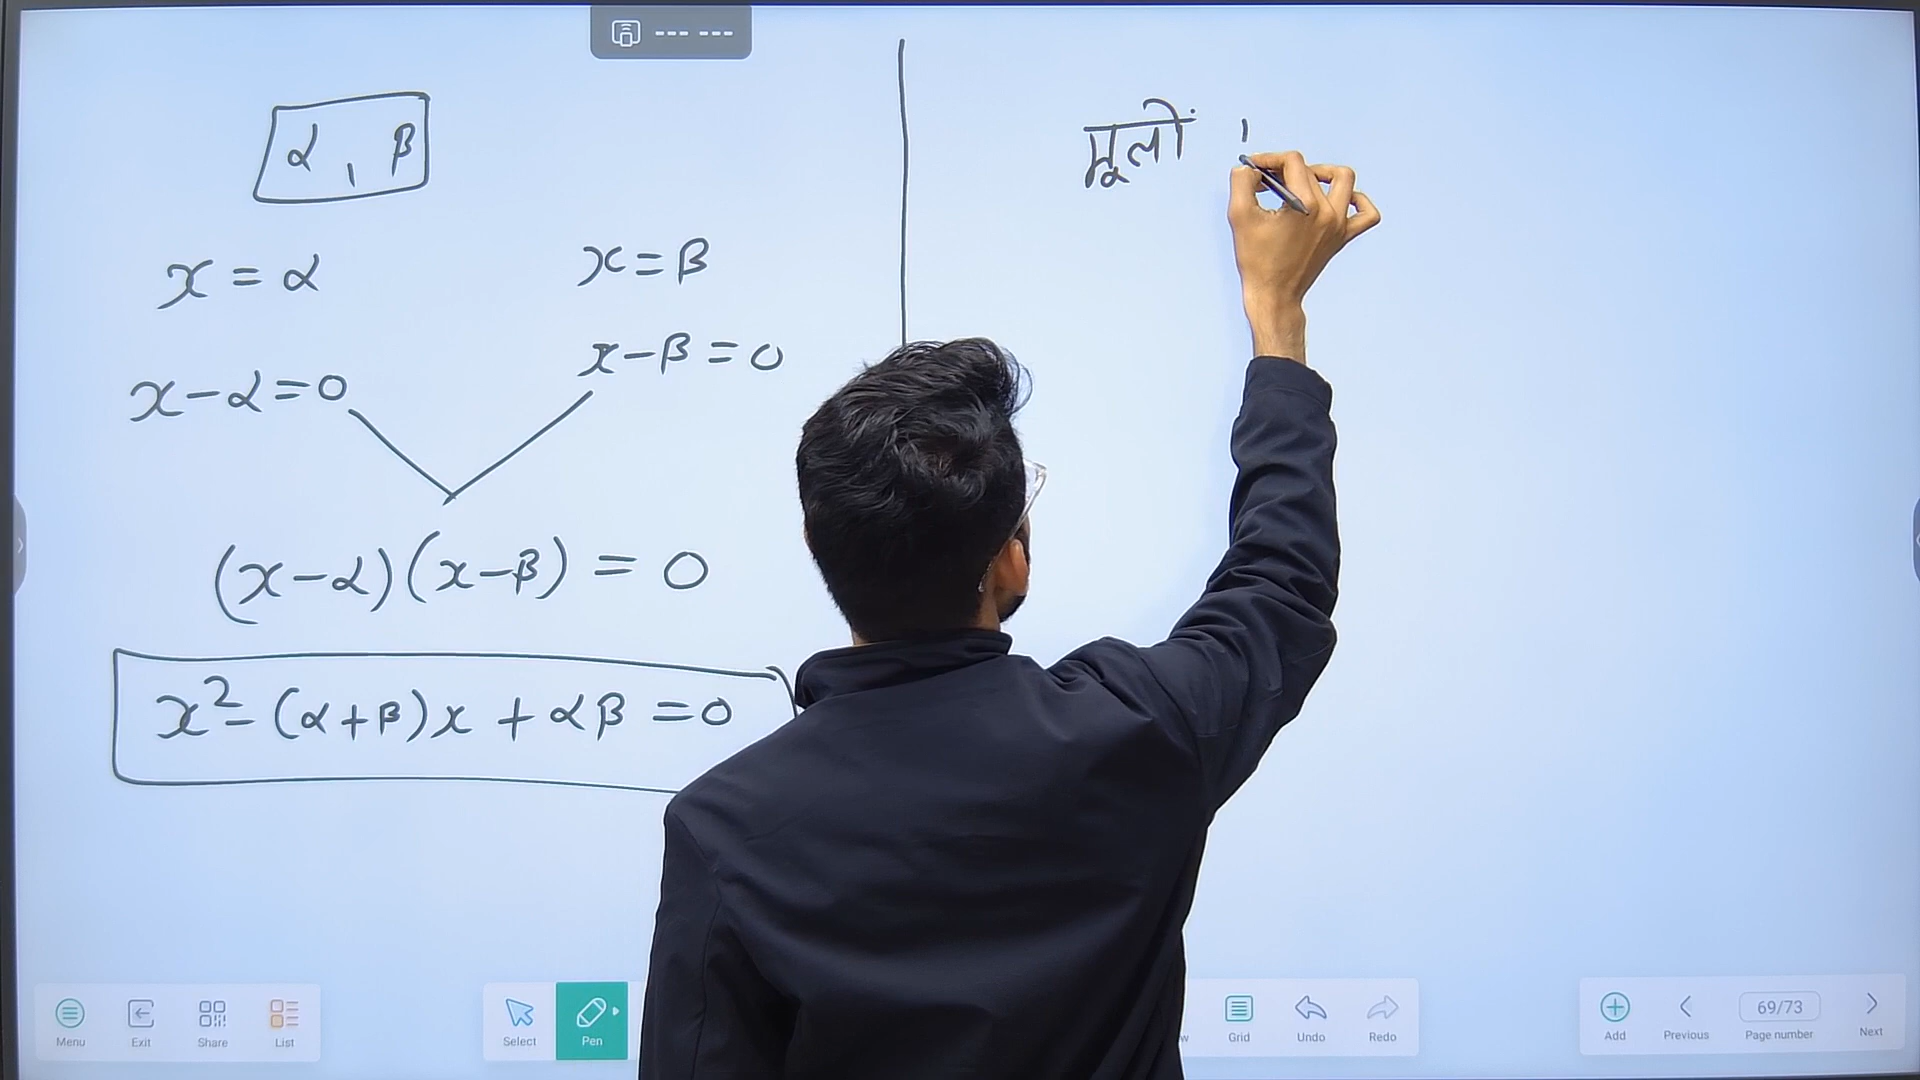 α , β
x = α
x = β
x - α = 0
x - β = 0
(x - α)(x - β) = 0
x² - (α + β)x + αβ = 0
मूलों
Menu
Exit
Share
List
Select
Pen
Grid
Undo
Redo
Add
Previous
69/73
Page number
Next